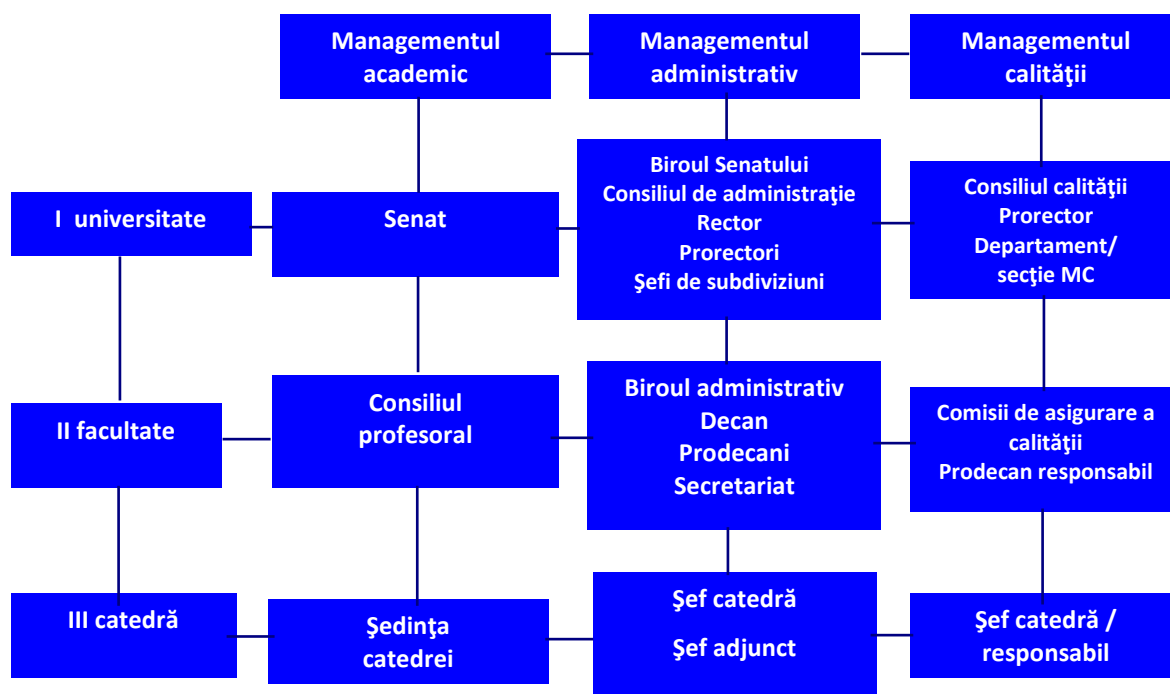 Managementul
academic
Managementul
administrativ
Managementul
calităţii
I universitate
Senat
Biroul Senatului
Consiliul de administraţie
Rector
Prorectori
Şefi de subdiviziuni
Consiliul calităţii
Prorector
Departament/
secţie MC
II facultate
Consiliul
profesoral
Biroul administrativ
Decan
Prodecani
Secretariat
Comisii de asigurare a
calităţii
Prodecan responsabil
III catedră
Şedinţa
catedrei
Şef catedră
Şef adjunct
Şef catedră /
responsabil